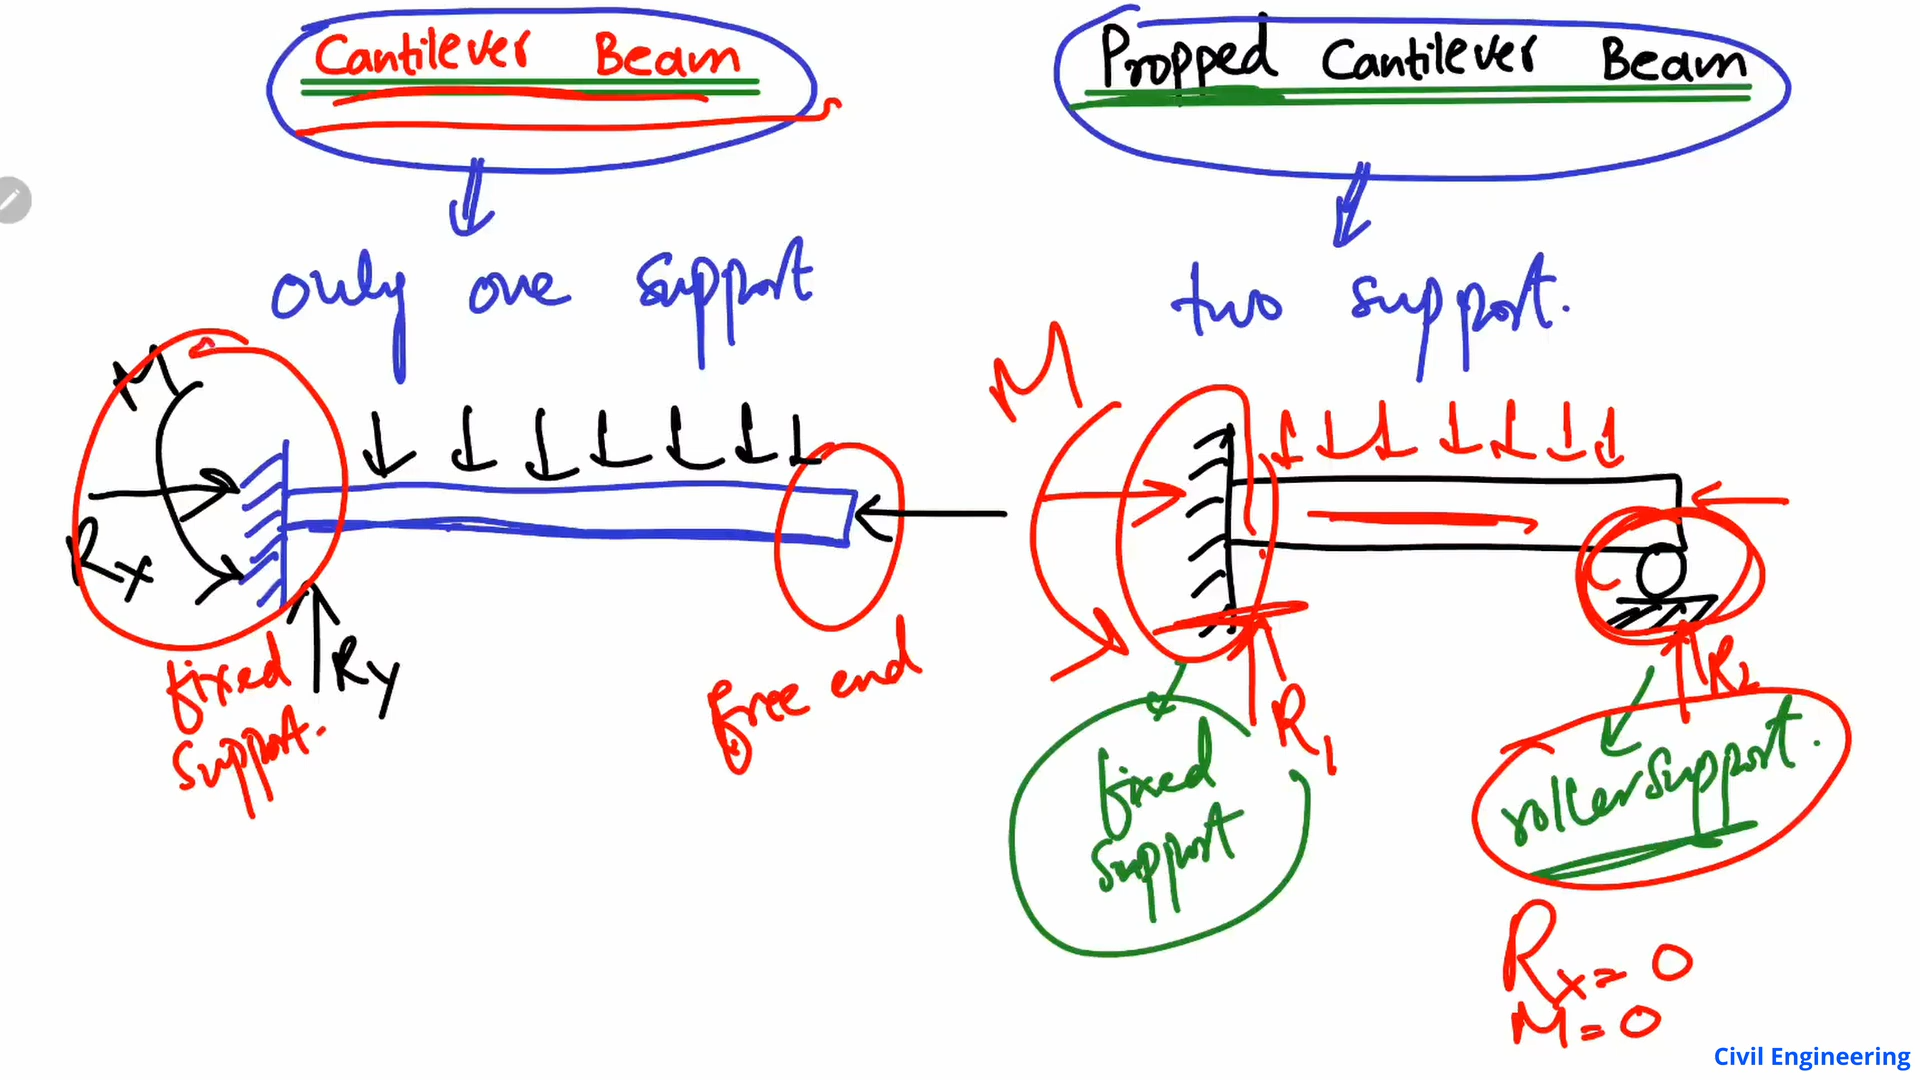 Cantilever Beam
Propped Cantilever Beam
only one support
two support.
M
Rx
Ry
fixed
support.
free end
M
R1
R2
fixed
support
roller support.
Rx = 0
M = 0
Civil Engineering